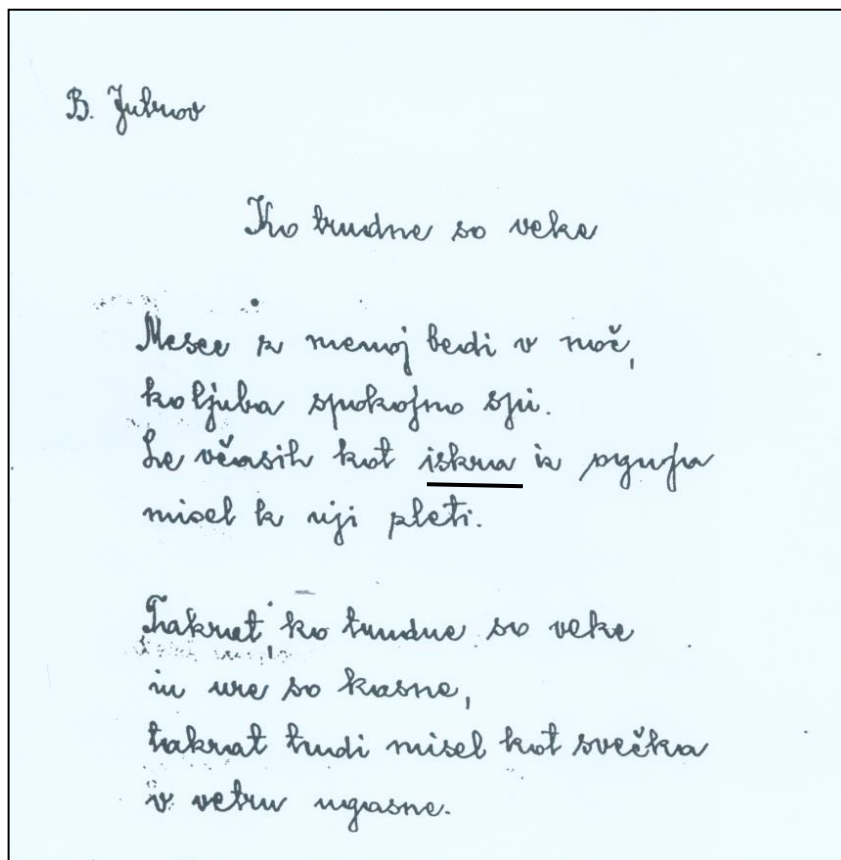 B. Jutrov
Ko trudne so veke
Mesec z menoj bedi v noč,
ko ljuba spokojno spi.
Le včasih kot iskra iz ognja
misel k nji pleti.
Takrat, ko trudne so veke
in ure so kasne,
takrat tudi misel kot svečka
v vetru ugasne.